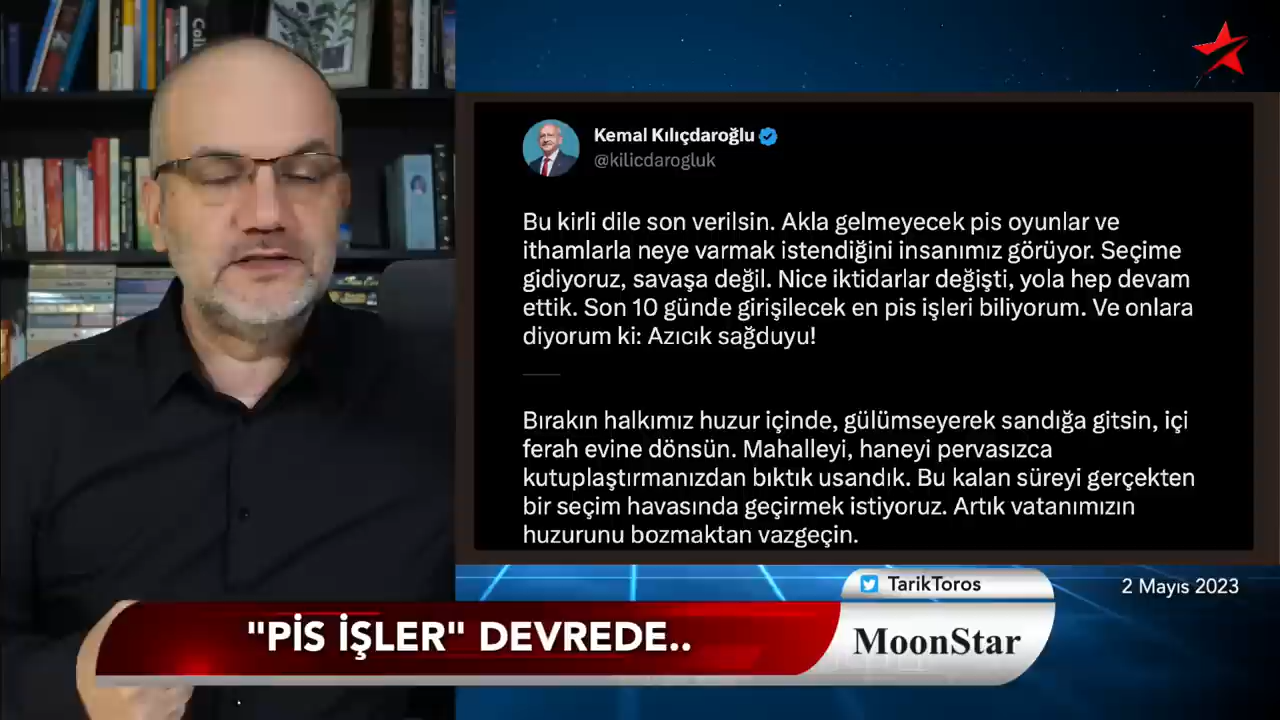 Kemal Kılıçdaroğlu
@kilicdarogluk
Bu kirli dile son verilsin. Akla gelmeyecek pis oyunlar ve
ithamlarla neye varmak istendiğini insanımız görüyor. Seçime
gidiyoruz, savaşa değil. Nice iktidarlar değişti, yola hep devam
ettik. Son 10 günde girişilecek en pis işleri biliyorum. Ve onlara
diyorum ki: Azıcık sağduyu!
Bırakın halkımız huzur içinde, gülümseyerek sandığa gitsin, içi
ferah evine dönsün. Mahalleyi, haneyi pervasızca
kutuplaştırmanızdan bıktık usandık. Bu kalan süreyi gerçekten
bir seçim havasında geçirmek istiyoruz. Artık vatanımızın
huzurunu bozmaktan vazgeçin.
TarikToros
2 Mayıs 2023
"PİS İŞLER" DEVREDE..
MoonStar